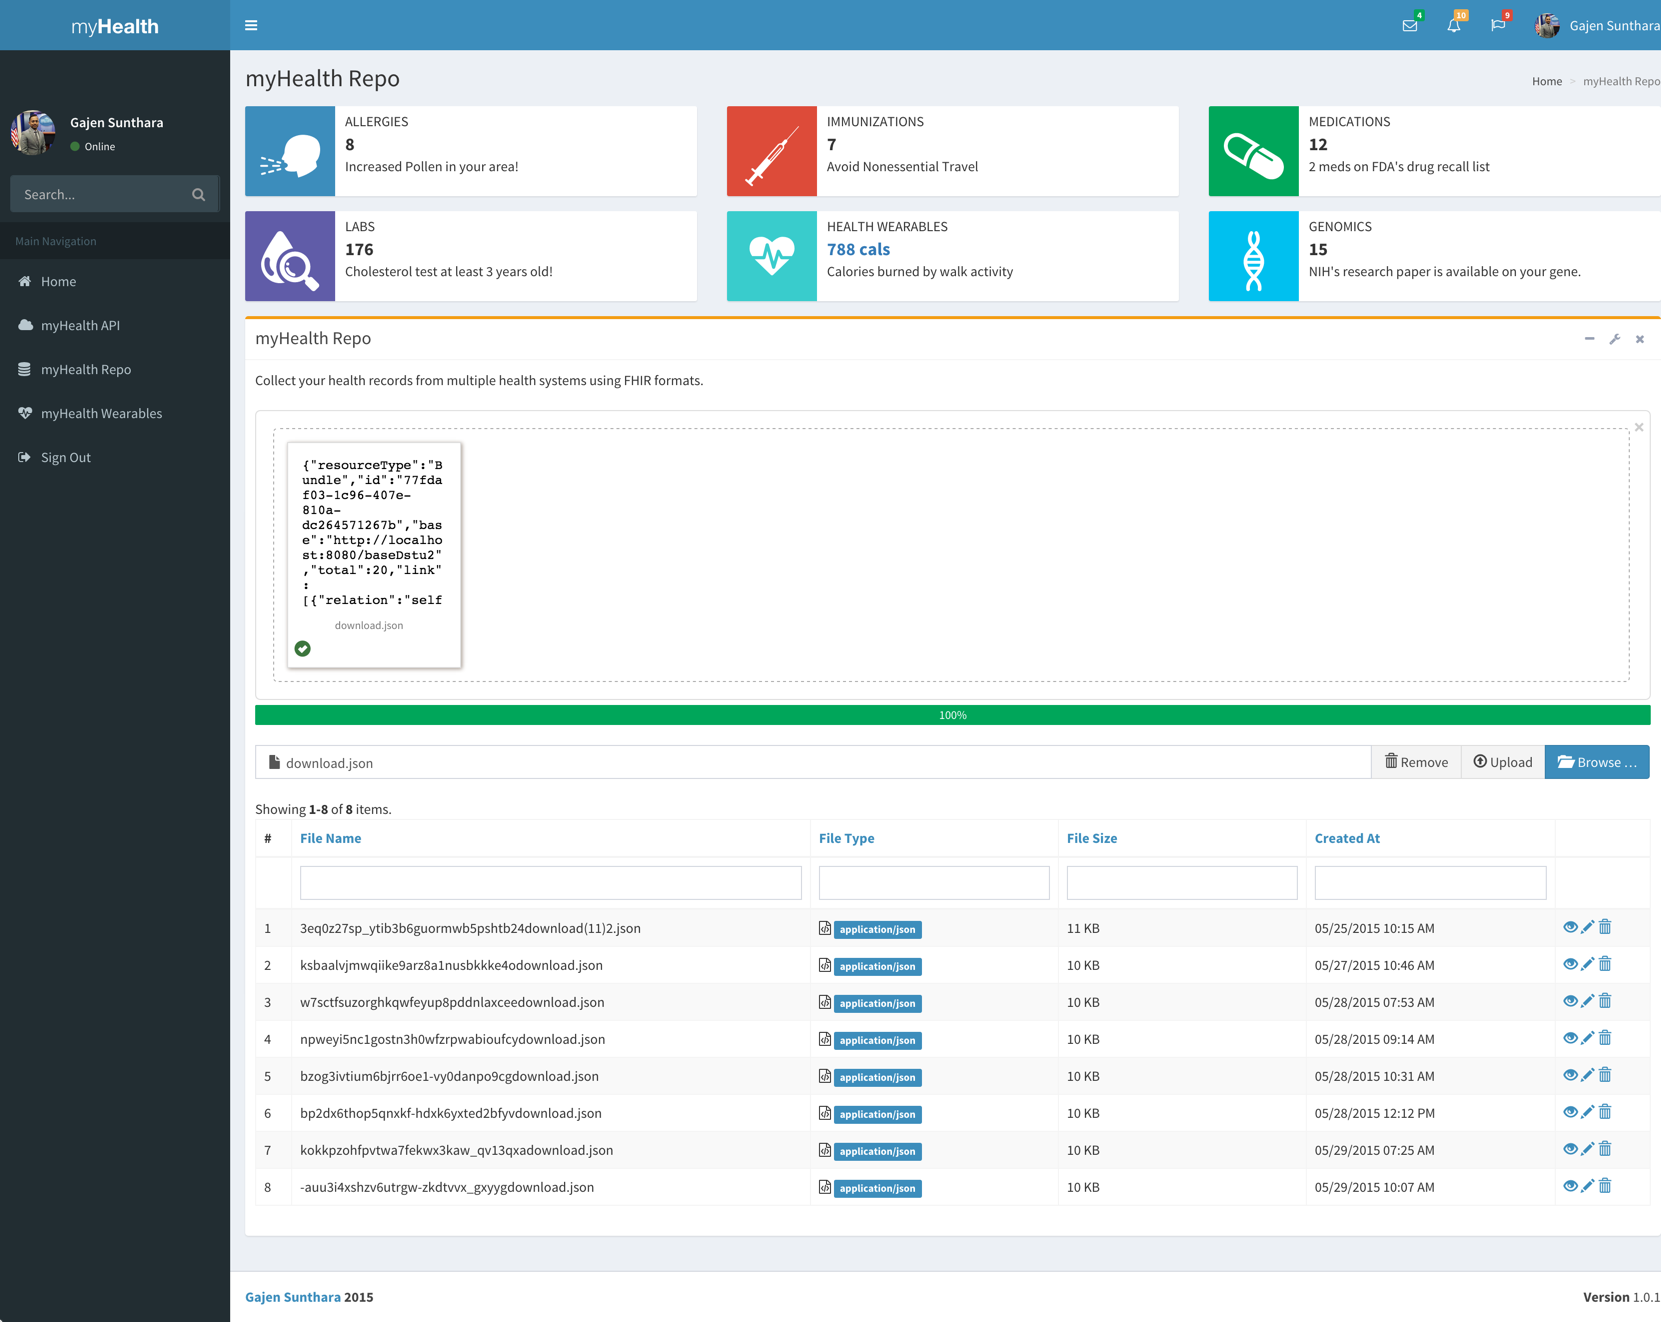 myHealth
4
10
9
Gajen Sunthara
Gajen Sunthara
Online
Search...
Main Navigation
Home
myHealth API
myHealth Repo
myHealth Wearables
Sign Out
myHealth Repo
Home > myHealth Repo
ALLERGIES
8
Increased Pollen in your area!
IMMUNIZATIONS
7
Avoid Nonessential Travel
MEDICATIONS
12
2 meds on FDA's drug recall list
LABS
176
Cholesterol test at least 3 years old!
HEALTH WEARABLES
788 cals
Calories burned by walk activity
GENOMICS
15
NIH's research paper is available on your gene.
myHealth Repo
Collect your health records from multiple health systems using FHIR formats.
{"resourceType":"B
undle","id":"77fda
f03-1c96-407e-
810a-
dc264571267b","bas
e":"http://localho
st:8080/baseDstu2"
,"total":20,"link"
:
[{"relation":"self
download.json
100%
download.json
Remove
Upload
Browse ...
Showing 1-8 of 8 items.
# File Name File Type File Size Created At
1 3eq0z27sp_ytib3b6guormwb5pshtb24download(11)2.json application/json 11 KB 05/25/2015 10:15 AM
2 ksbaalvjmwqiike9arz8a1nusbkkke4odownload.json application/json 10 KB 05/27/2015 10:46 AM
3 w7sctfsuzorghkqwfeyup8pddnlaxceedownload.json application/json 10 KB 05/28/2015 07:53 AM
4 npweyi5nc1gostn3h0wfzrpwabioufcydownload.json application/json 10 KB 05/28/2015 09:14 AM
5 bzog3ivtium6bjrr6oe1-vy0danpo9cgdownload.json application/json 10 KB 05/28/2015 10:31 AM
6 bp2dx6thop5qnxkf-hdxk6yxted2bfyvdownload.json application/json 10 KB 05/28/2015 12:12 PM
7 kokkpzohfpvtwa7fekwx3kaw_qv13qxadownload.json application/json 10 KB 05/29/2015 07:25 AM
8 -auu3i4xshzv6utrgw-zkdtvvx_gxyygdownload.json application/json 10 KB 05/29/2015 10:07 AM
Gajen Sunthara 2015
Version 1.0.1